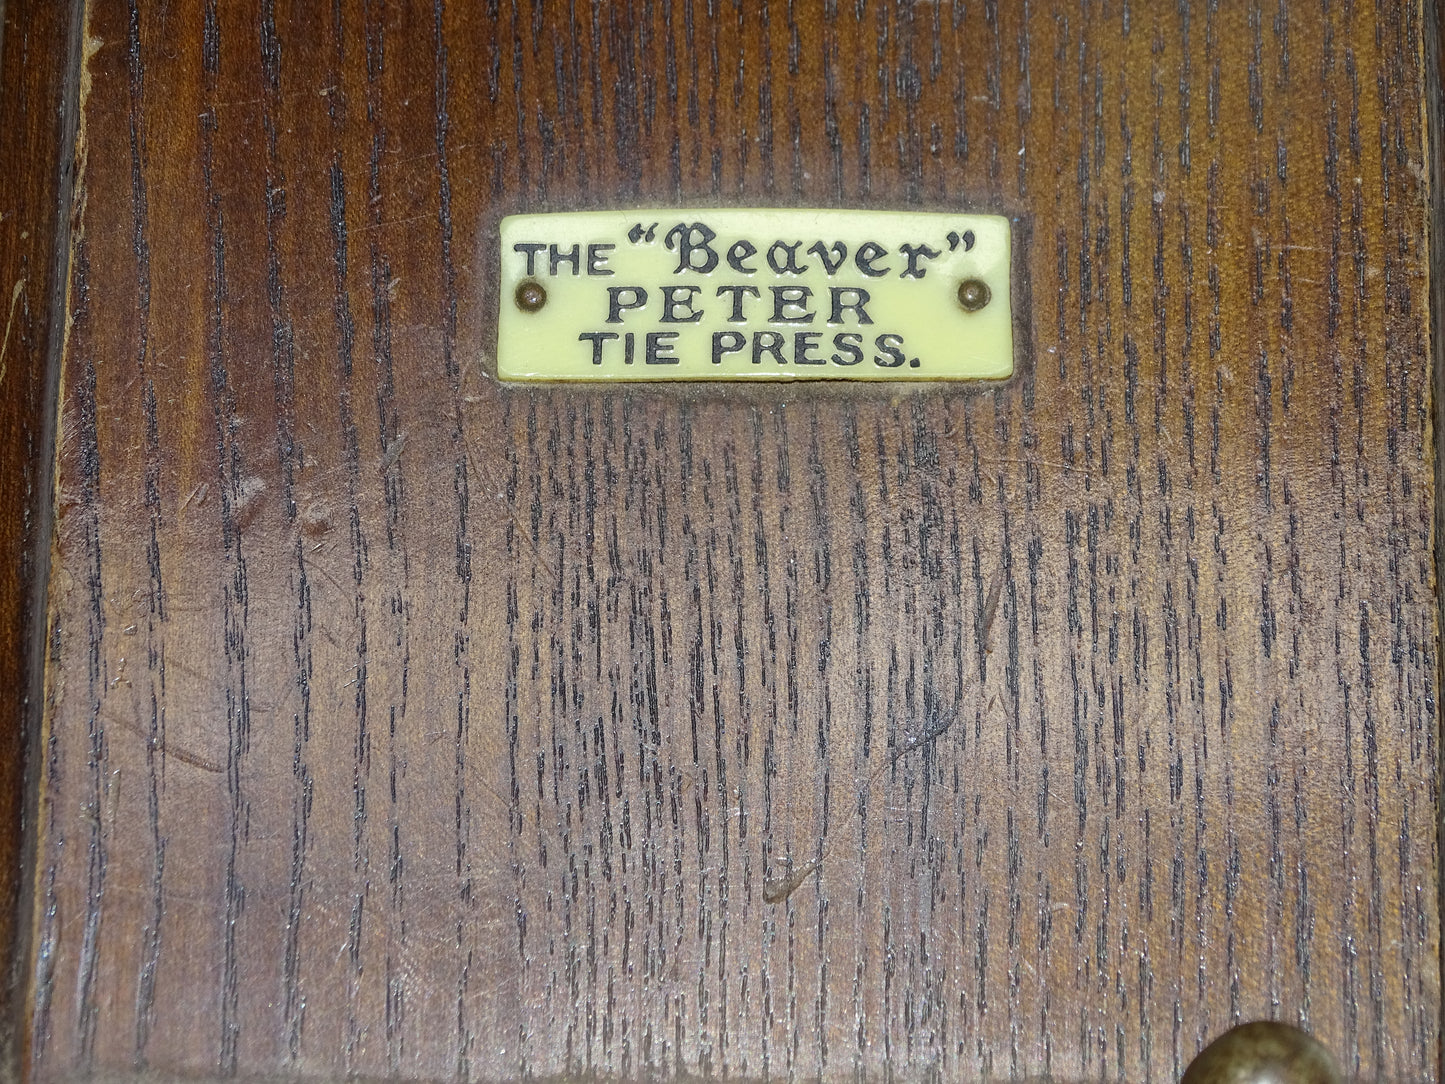 THE "Beaver"
PETER
TIE PRESS.